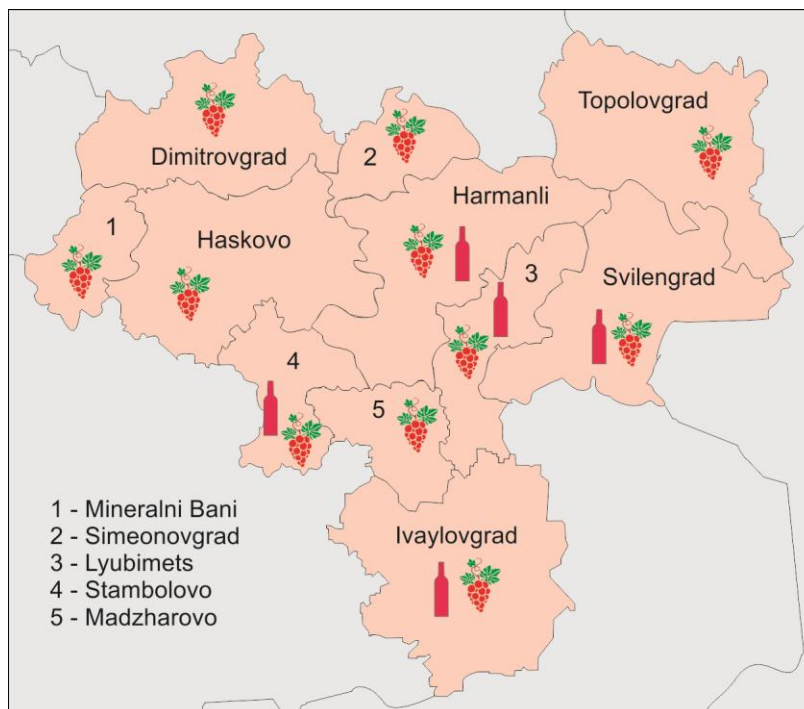 Topolovgrad
Dimitrovgrad
2
Harmanli
1
Haskovo
3
Svilengrad
4
5
1 - Mineralni Bani
2 - Simeonovgrad
3 - Lyubimets
4 - Stambolovo
5 - Madzharovo
Ivaylovgrad